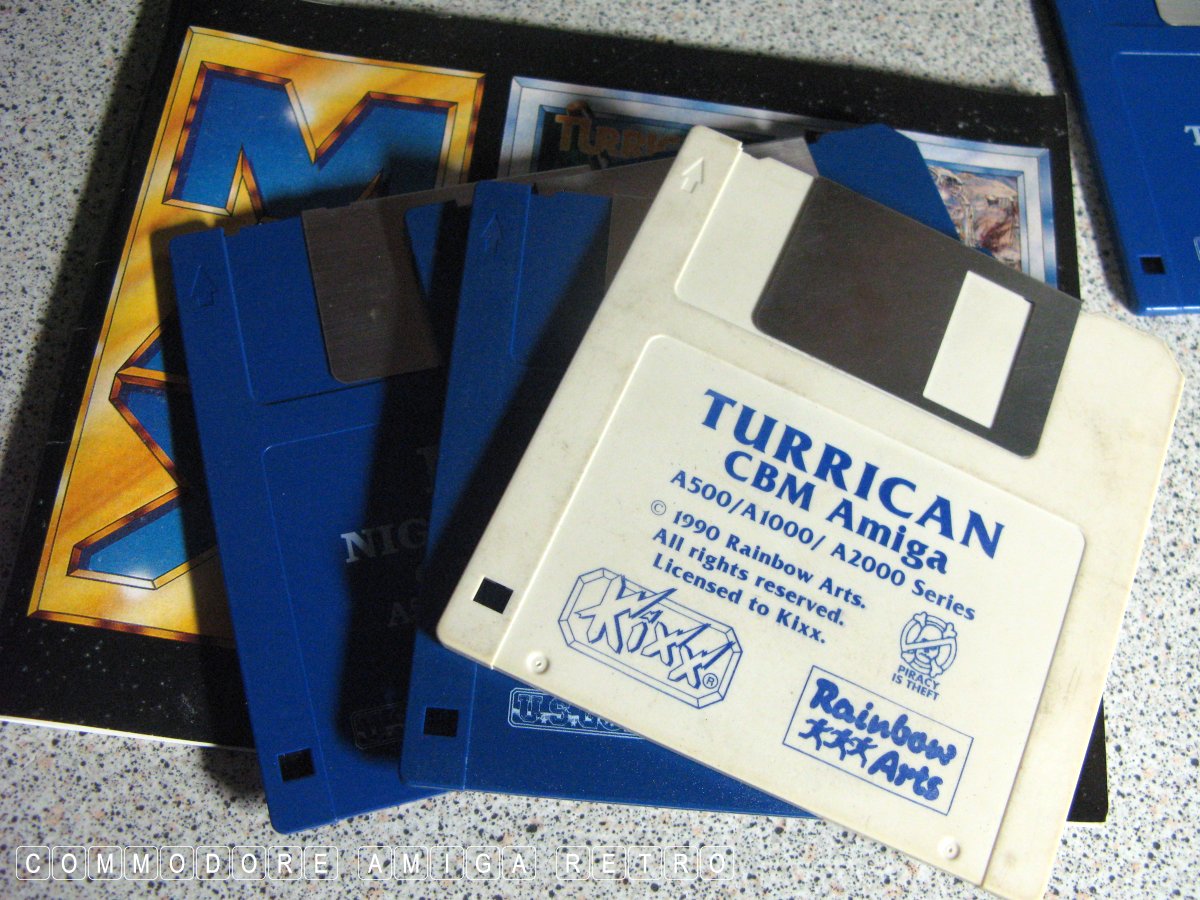 TURRICAN
CBM Amiga
A500/A1000/ A2000 Series
© 1990 Rainbow Arts.
All rights reserved.
Licensed to Kixx.
Kixx®
PIRACY
IS THEFT
Rainbow
Arts
COMMODORE AMIGA RETRO